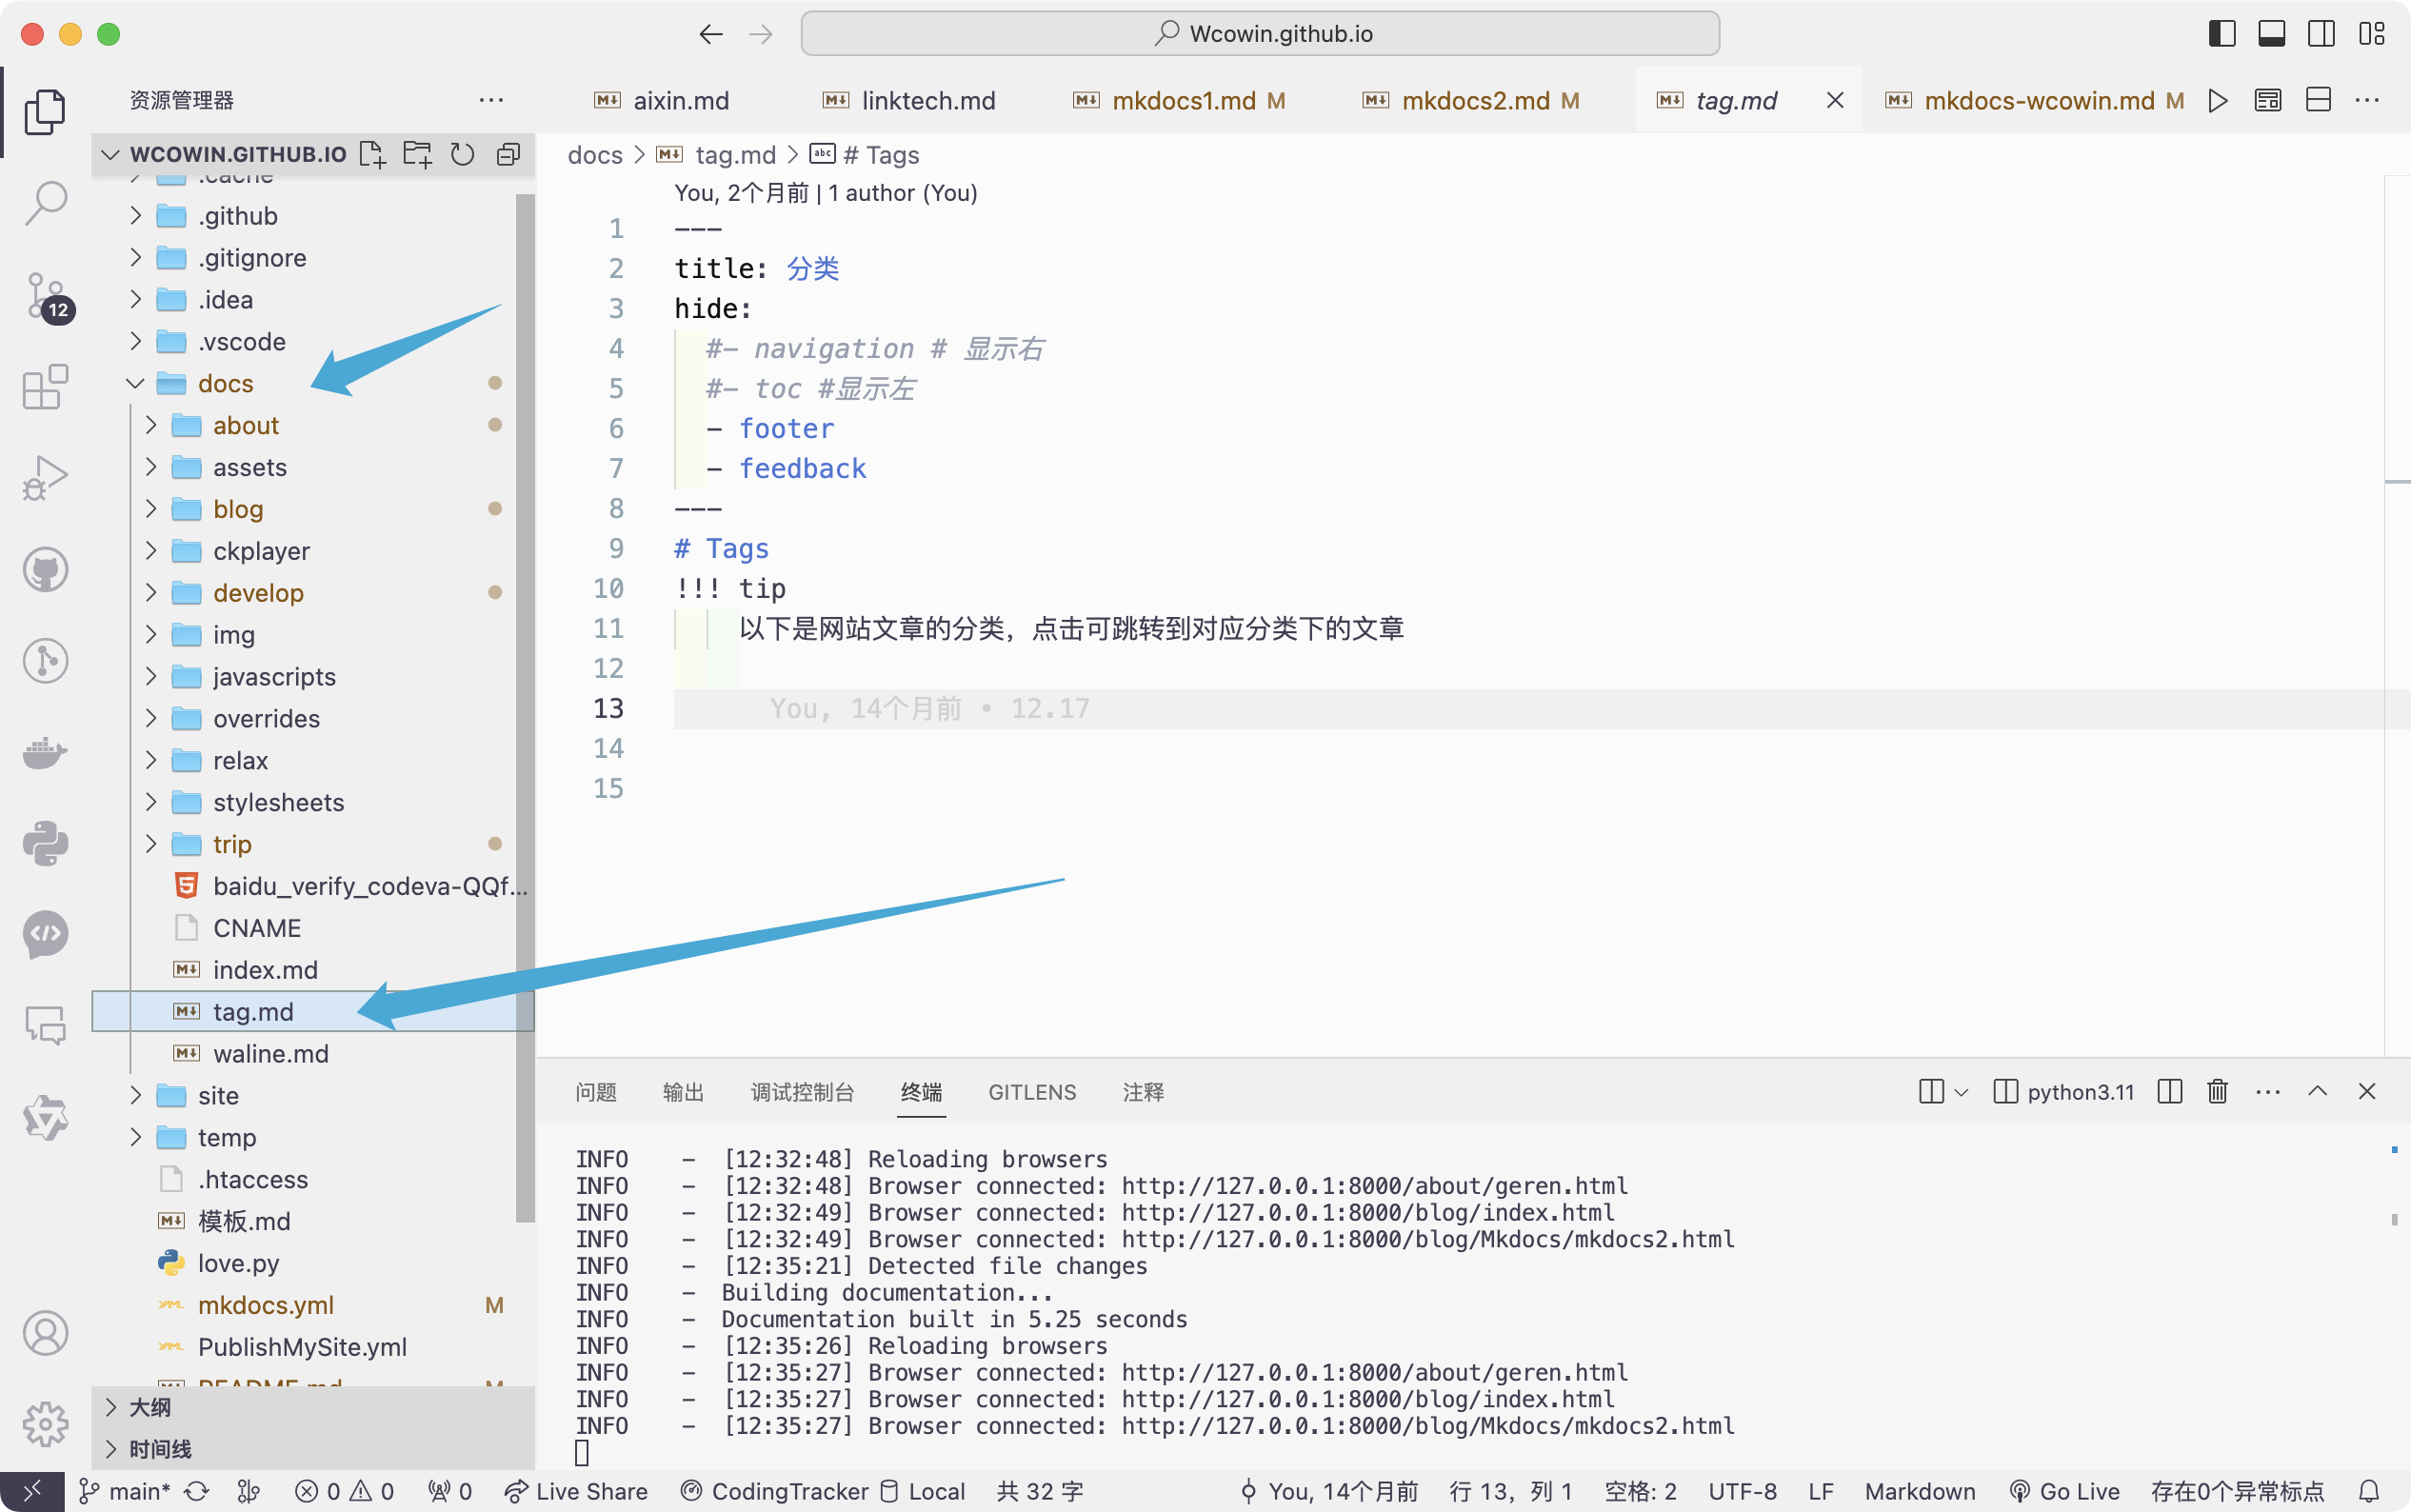 Wcowin.github.io
资源管理器
aixin.md
linktech.md
mkdocs1.md M
mkdocs2.md M
tag.md
mkdocs-wcowin.md M
WCOWIN.GITHUB.IO
docs > tag.md > # Tags
.cache
.github
.gitignore
.idea
.vscode
docs
about
assets
blog
ckplayer
develop
img
javascripts
overrides
relax
stylesheets
trip
baidu_verify_codeva-QQf...
CNAME
index.md
tag.md
waline.md
site
temp
.htaccess
模板.md
love.py
mkdocs.yml M
PublishMySite.yml
README.md M
大纲
时间线
12
You, 2个月前 | 1 author (You)
1 ---
2 title: 分类
3 hide:
4 #- navigation # 显示右
5 #- toc #显示左
6 - footer
7 - feedback
8 ---
9 # Tags
10 !!! tip
11 以下是网站文章的分类，点击可跳转到对应分类下的文章
12
13 You, 14个月前 • 12.17
14
15
问题 输出 调试控制台 终端 GITLENS 注释 python3.11
INFO - [12:32:48] Reloading browsers
INFO - [12:32:48] Browser connected: http://127.0.0.1:8000/about/geren.html
INFO - [12:32:49] Browser connected: http://127.0.0.1:8000/blog/index.html
INFO - [12:32:49] Browser connected: http://127.0.0.1:8000/blog/Mkdocs/mkdocs2.html
INFO - [12:35:21] Detected file changes
INFO - Building documentation...
INFO - Documentation built in 5.25 seconds
INFO - [12:35:26] Reloading browsers
INFO - [12:35:27] Browser connected: http://127.0.0.1:8000/about/geren.html
INFO - [12:35:27] Browser connected: http://127.0.0.1:8000/blog/index.html
INFO - [12:35:27] Browser connected: http://127.0.0.1:8000/blog/Mkdocs/mkdocs2.html
main* 0 0 0 Live Share CodingTracker Local 共 32 字 You, 14个月前 行 13，列 1 空格: 2 UTF-8 LF Markdown Go Live 存在0个异常标点